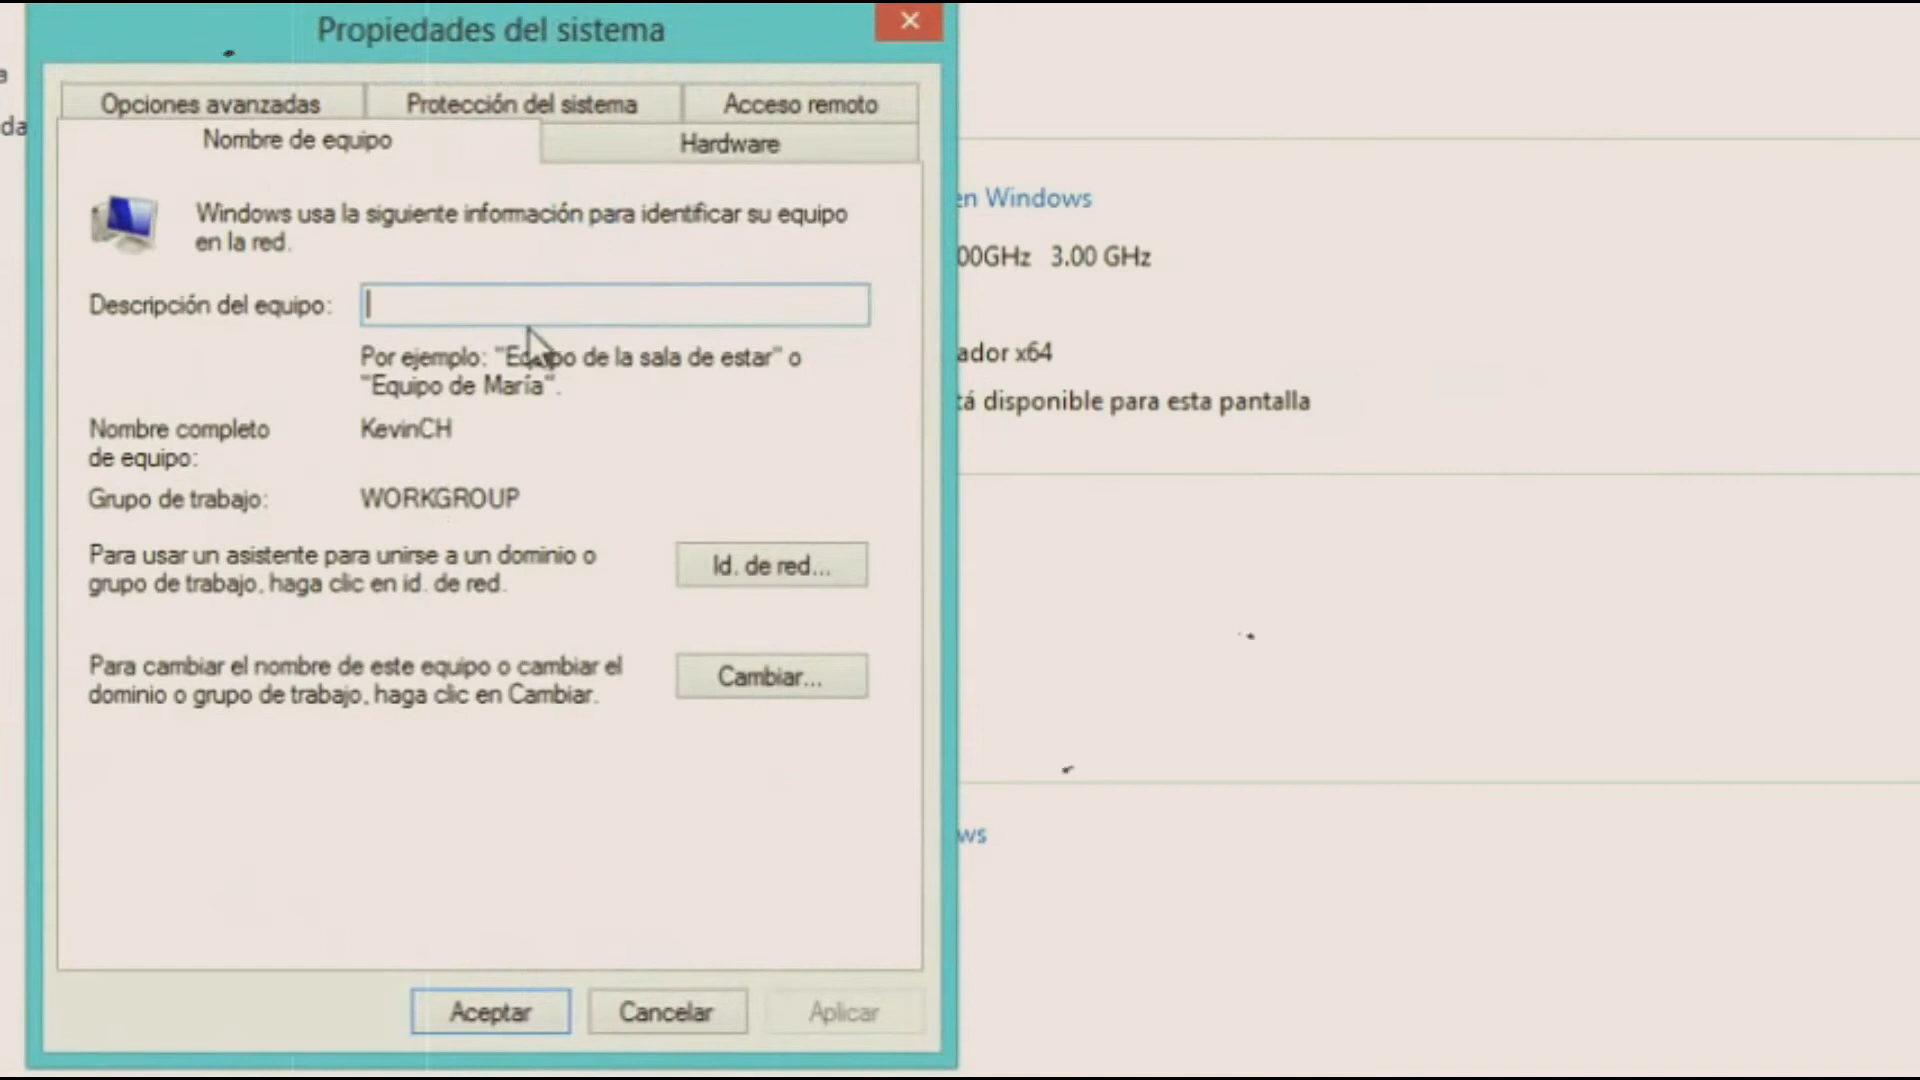 Propiedades del sistema
Opciones avanzadas
Protección del sistema
Acceso remoto
Nombre de equipo
Hardware
Windows usa la siguiente información para identificar su equipo
en la red.
Descripción del equipo:
Por ejemplo: "Equipo de la sala de estar" o
"Equipo de María".
Nombre completo
de equipo:
KevinCH
Grupo de trabajo:
WORKGROUP
Para usar un asistente para unirse a un dominio o
grupo de trabajo, haga clic en id. de red.
Id. de red...
Para cambiar el nombre de este equipo o cambiar el
dominio o grupo de trabajo, haga clic en Cambiar.
Cambiar...
Aceptar
Cancelar
Aplicar
en Windows
00GHz 3.00 GHz
ador x64
tá disponible para esta pantalla
ws
a
da